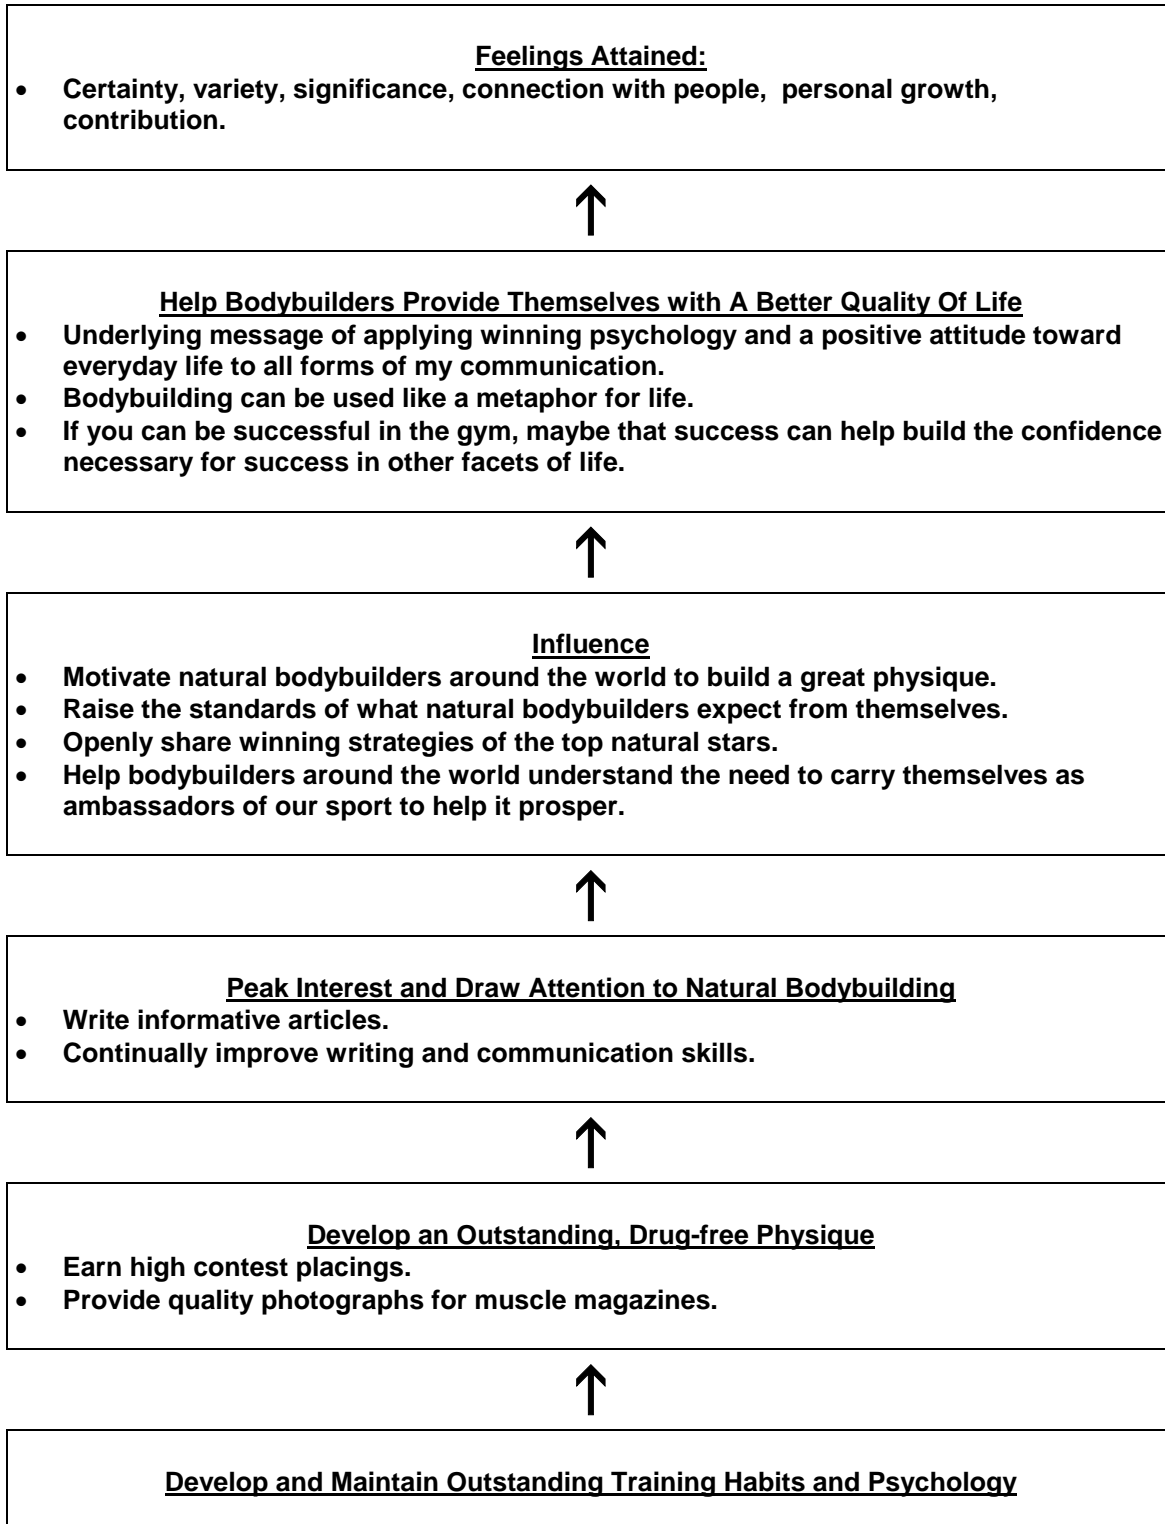 Feelings Attained:
• Certainty, variety, significance, connection with people, personal growth,
contribution.
↑
Help Bodybuilders Provide Themselves with A Better Quality Of Life
• Underlying message of applying winning psychology and a positive attitude toward
everyday life to all forms of my communication.
• Bodybuilding can be used like a metaphor for life.
• If you can be successful in the gym, maybe that success can help build the confidence
necessary for success in other facets of life.
↑
Influence
• Motivate natural bodybuilders around the world to build a great physique.
• Raise the standards of what natural bodybuilders expect from themselves.
• Openly share winning strategies of the top natural stars.
• Help bodybuilders around the world understand the need to carry themselves as
ambassadors of our sport to help it prosper.
↑
Peak Interest and Draw Attention to Natural Bodybuilding
• Write informative articles.
• Continually improve writing and communication skills.
↑
Develop an Outstanding, Drug-free Physique
• Earn high contest placings.
• Provide quality photographs for muscle magazines.
↑
Develop and Maintain Outstanding Training Habits and Psychology